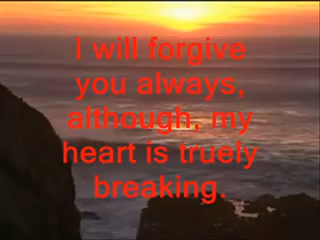 I will forgive
you always,
although, my
heart is truely
breaking.